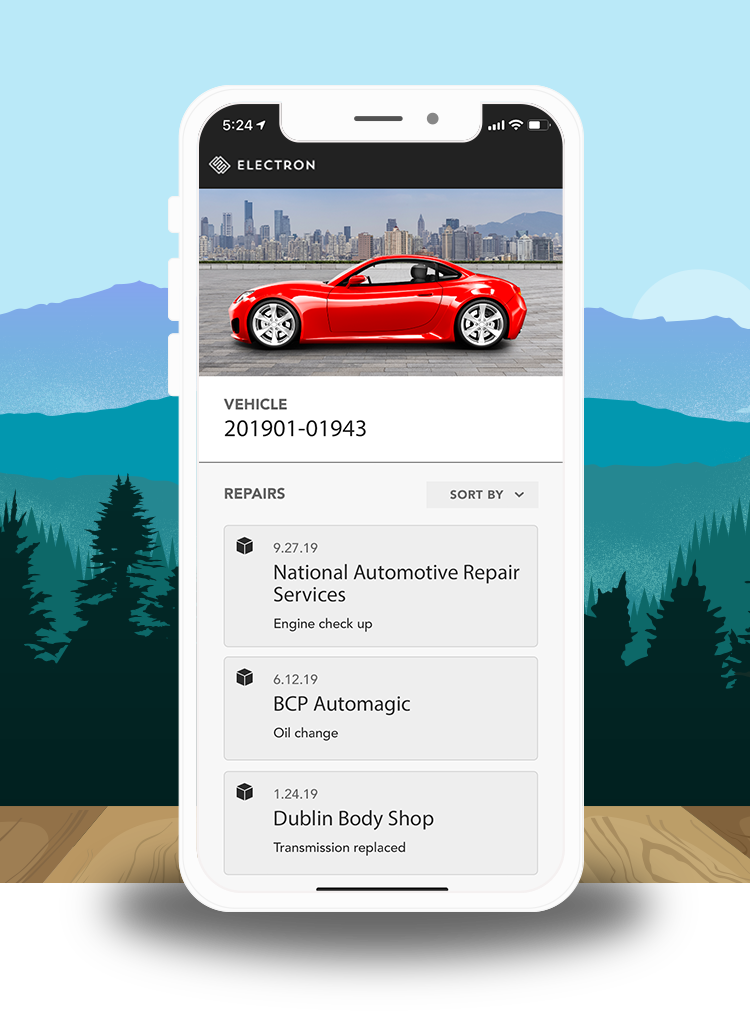 5:24
ELECTRON
VEHICLE
201901-01943
REPAIRS
SORT BY
9.27.19
National Automotive Repair
Services
Engine check up
6.12.19
BCP Automagic
Oil change
1.24.19
Dublin Body Shop
Transmission replaced